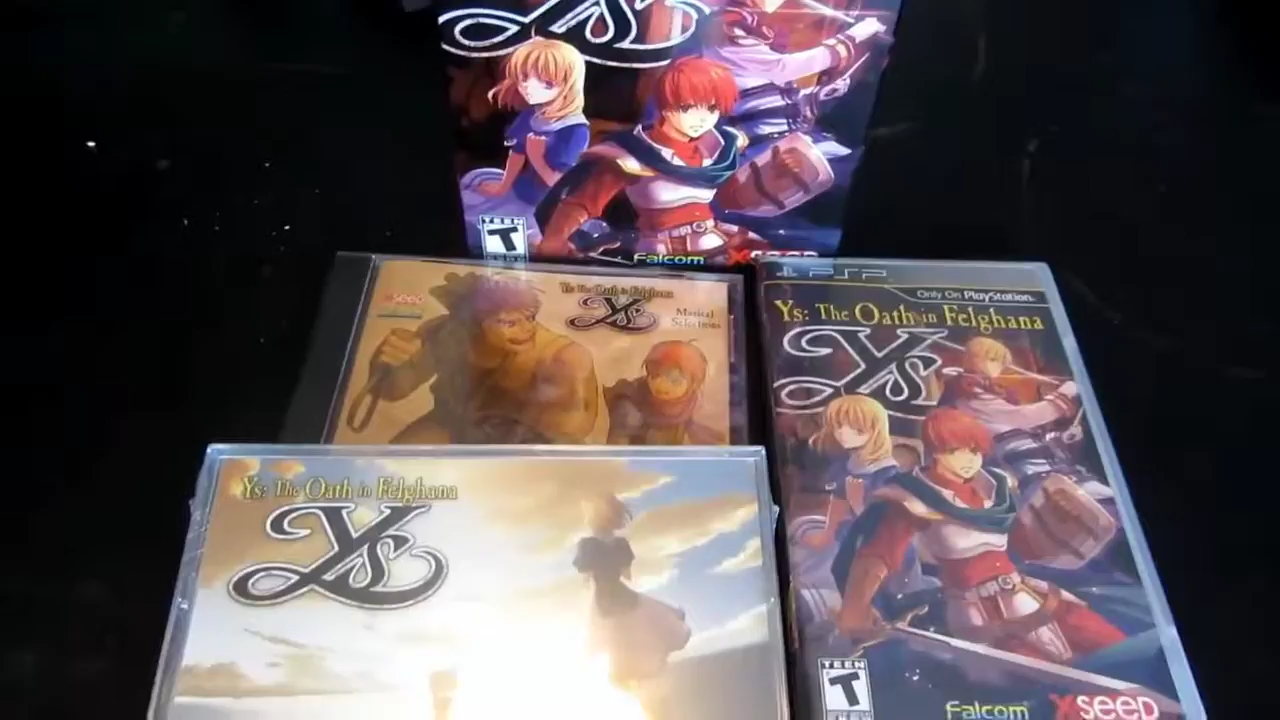 Ys
TEEN
T
Falcom
XSEED
XSEED
Ys: The Oath in Felghana
Ys
Musical
Selections
PSP
Only On PlayStation
Ys: The Oath in Felghana
Ys
TEEN
T
Falcom
XSEED
Ys: The Oath in Felghana
Ys